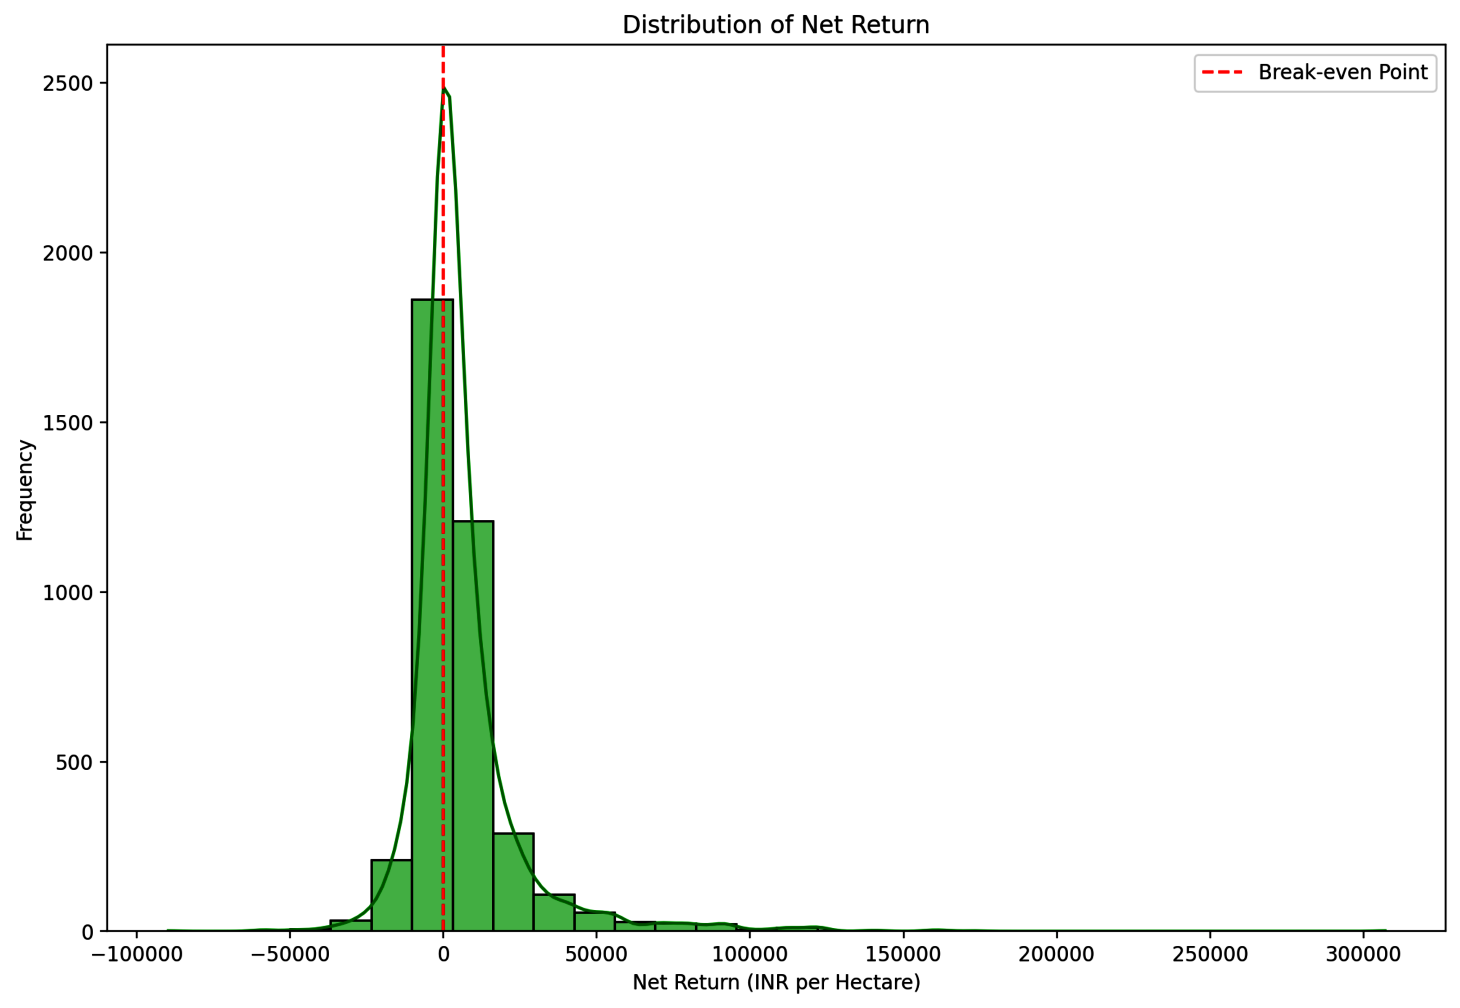 Distribution of Net Return
Break-even Point
2500
2000
1500
1000
500
0
Frequency
−100000 −50000 0 50000 100000 150000 200000 250000 300000
Net Return (INR per Hectare)